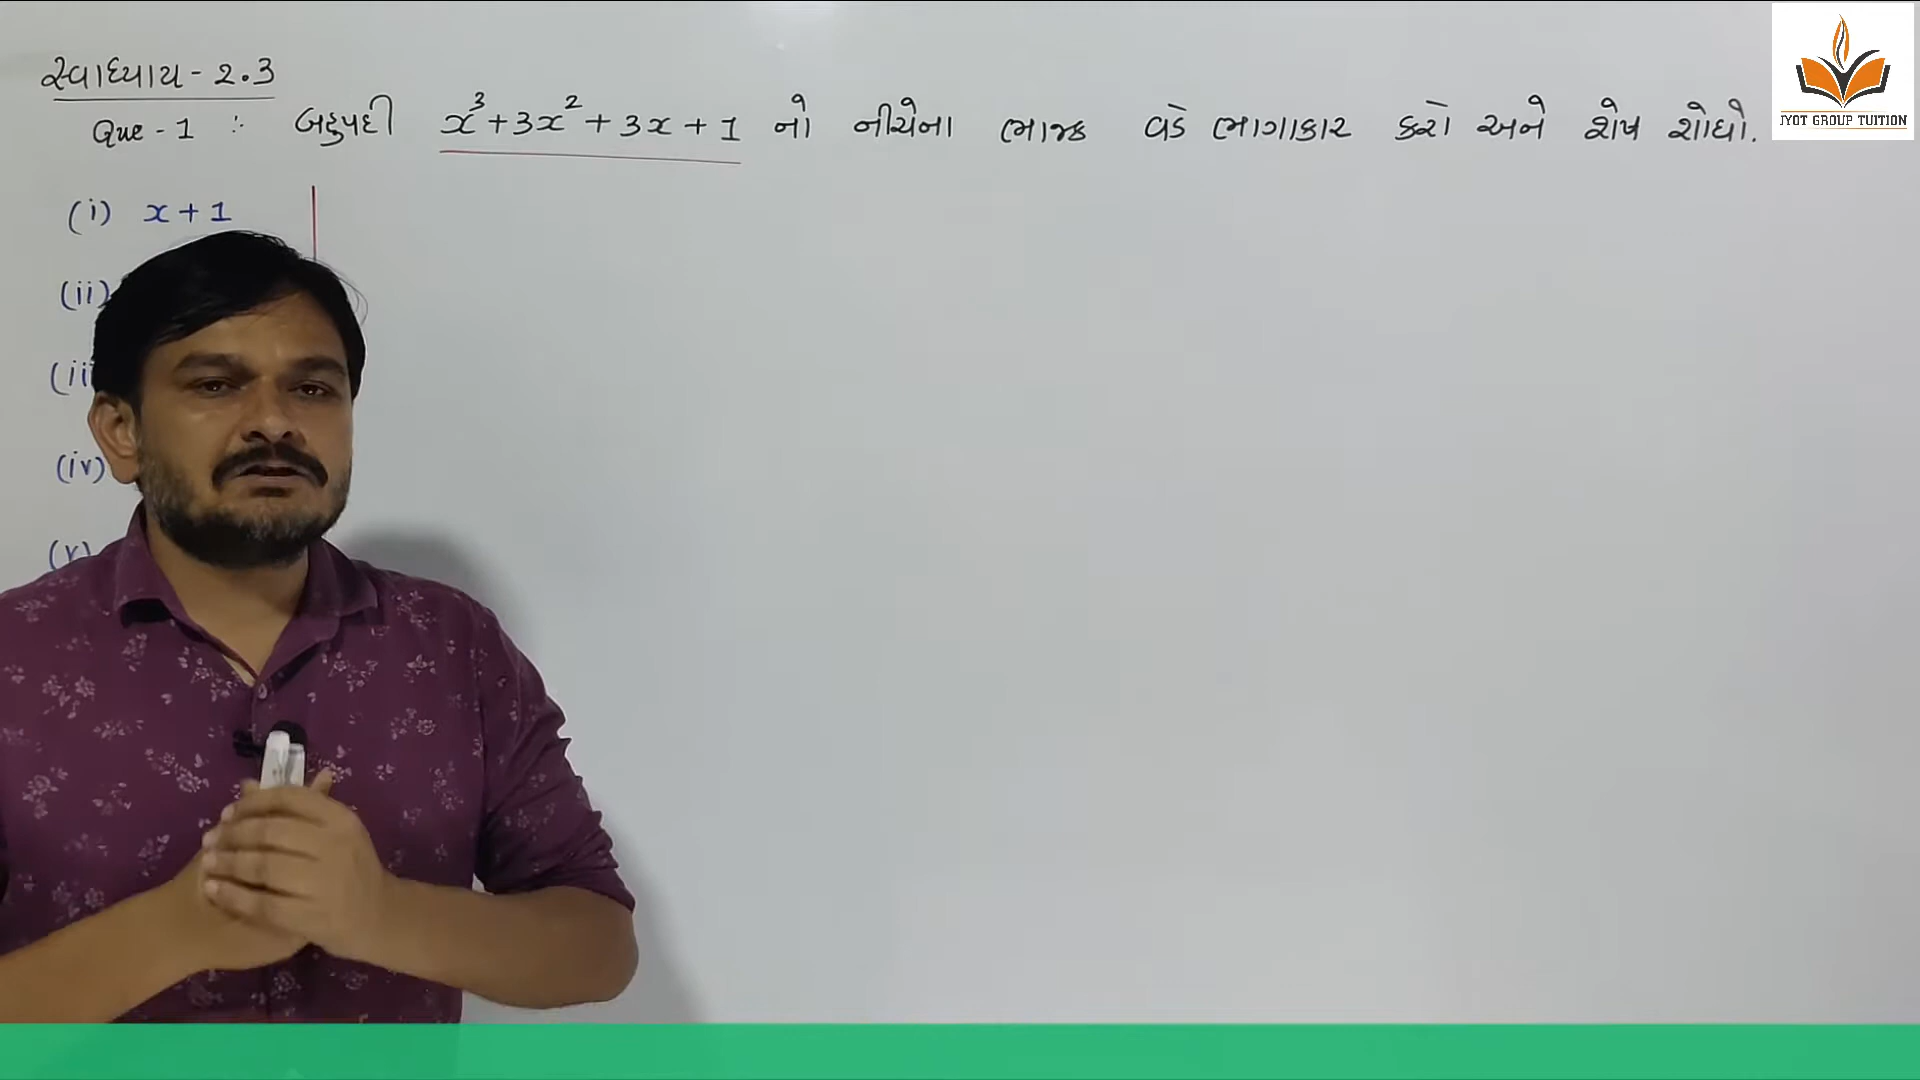 સ્વાધ્યાય - 2.3
Que - 1 : બહુપદી x³ + 3x² + 3x + 1 નો નીચેના ભાજક વડે ભાગાકાર કરો અને શેષ શોધો.
(i) x + 1
(ii)
(iii
(iv)
(v)
JYOT GROUP TUITION